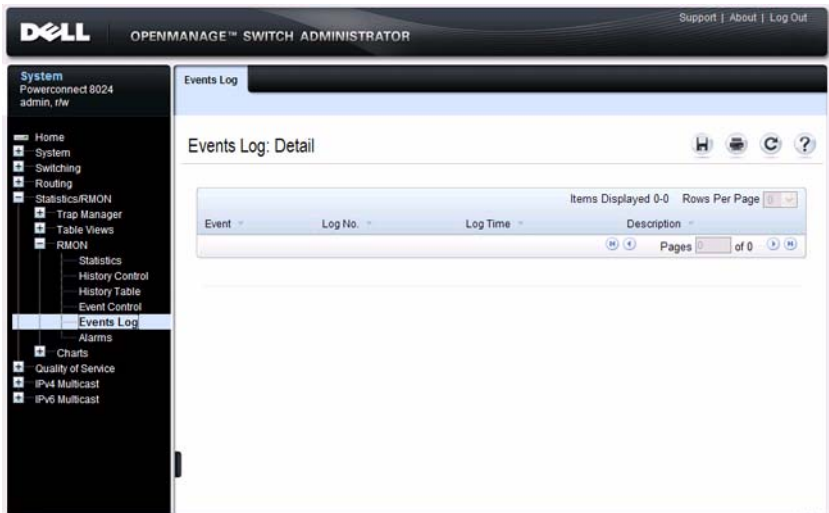 Support | About | Log Out
DELL
OPENMANAGE™ SWITCH ADMINISTRATOR
System
Powerconnect 8024
admin, r/w
Home
System
Switching
Routing
Statistics/RMON
Trap Manager
Table Views
RMON
Statistics
History Control
History Table
Event Control
Events Log
Alarms
Charts
Quality of Service
IPv4 Multicast
IPv6 Multicast
Events Log
Events Log: Detail
?
Items Displayed 0-0 Rows Per Page 0
Event Log No. Log Time Description
Pages 0 of 0